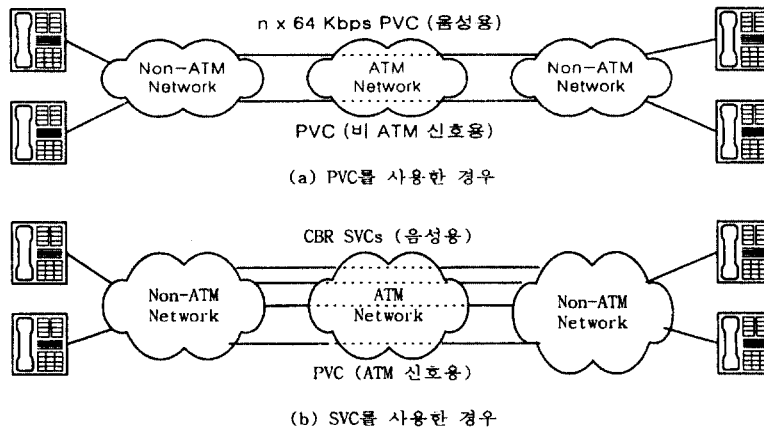 n x 64 Kbps PVC (음성용)
Non-ATM
Network
ATM
Network
Non-ATM
Network
PVC (비 ATM 신호용)
(a) PVC를 사용한 경우
CBR SVCs (음성용)
Non-ATM
Network
ATM
Network
Non-ATM
Network
PVC (ATM 신호용)
(b) SVC를 사용한 경우